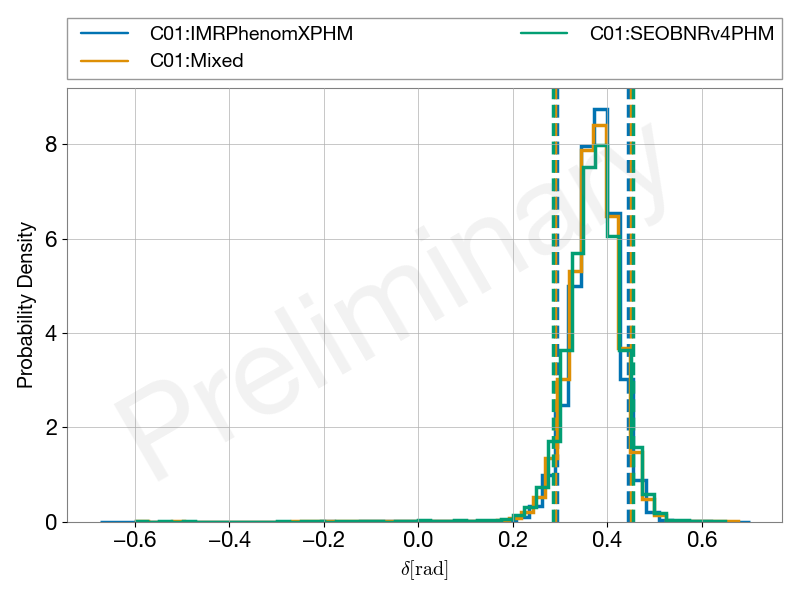 C01:IMRPhenomXPHM
C01:Mixed
C01:SEOBNRv4PHM
Preliminary
Probability Density
8
6
4
2
0
−0.6 −0.4 −0.2 0.0 0.2 0.4 0.6
δ[rad]